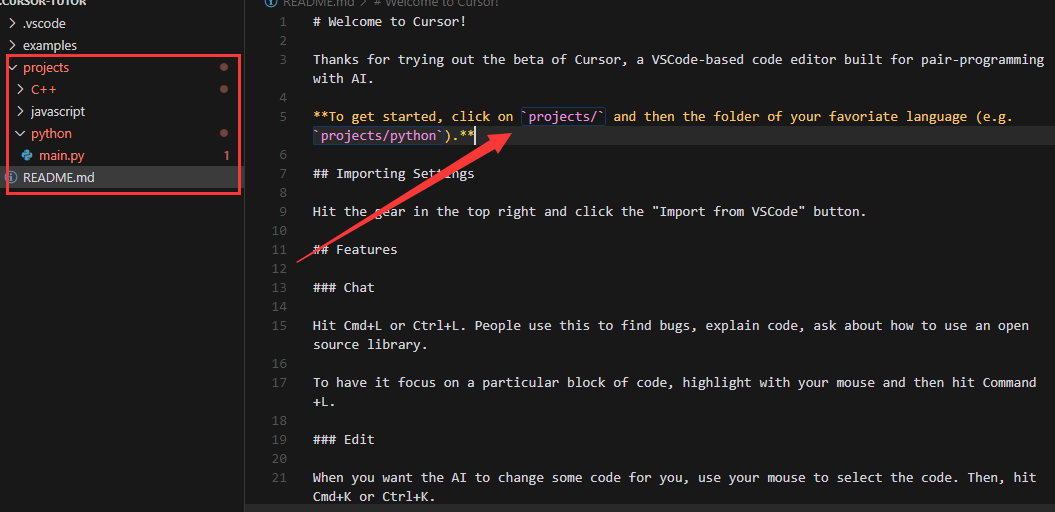 .CURSOR-TUTOR
.vscode
examples
projects
C++
javascript
python
main.py 1
README.md
README.md > # Welcome to Cursor!
1 # Welcome to Cursor!
2
3 Thanks for trying out the beta of Cursor, a VSCode-based code editor built for pair-programming
with AI.
4
5 **To get started, click on `projects/` and then the folder of your favoriate language (e.g.
`projects/python`).**
6
7 ## Importing Settings
8
9 Hit the gear in the top right and click the "Import from VSCode" button.
10
11 ## Features
12
13 ### Chat
14
15 Hit Cmd+L or Ctrl+L. People use this to find bugs, explain code, ask about how to use an open
source library.
16
17 To have it focus on a particular block of code, highlight with your mouse and then hit Command
+L.
18
19 ### Edit
20
21 When you want the AI to change some code for you, use your mouse to select the code. Then, hit
Cmd+K or Ctrl+K.